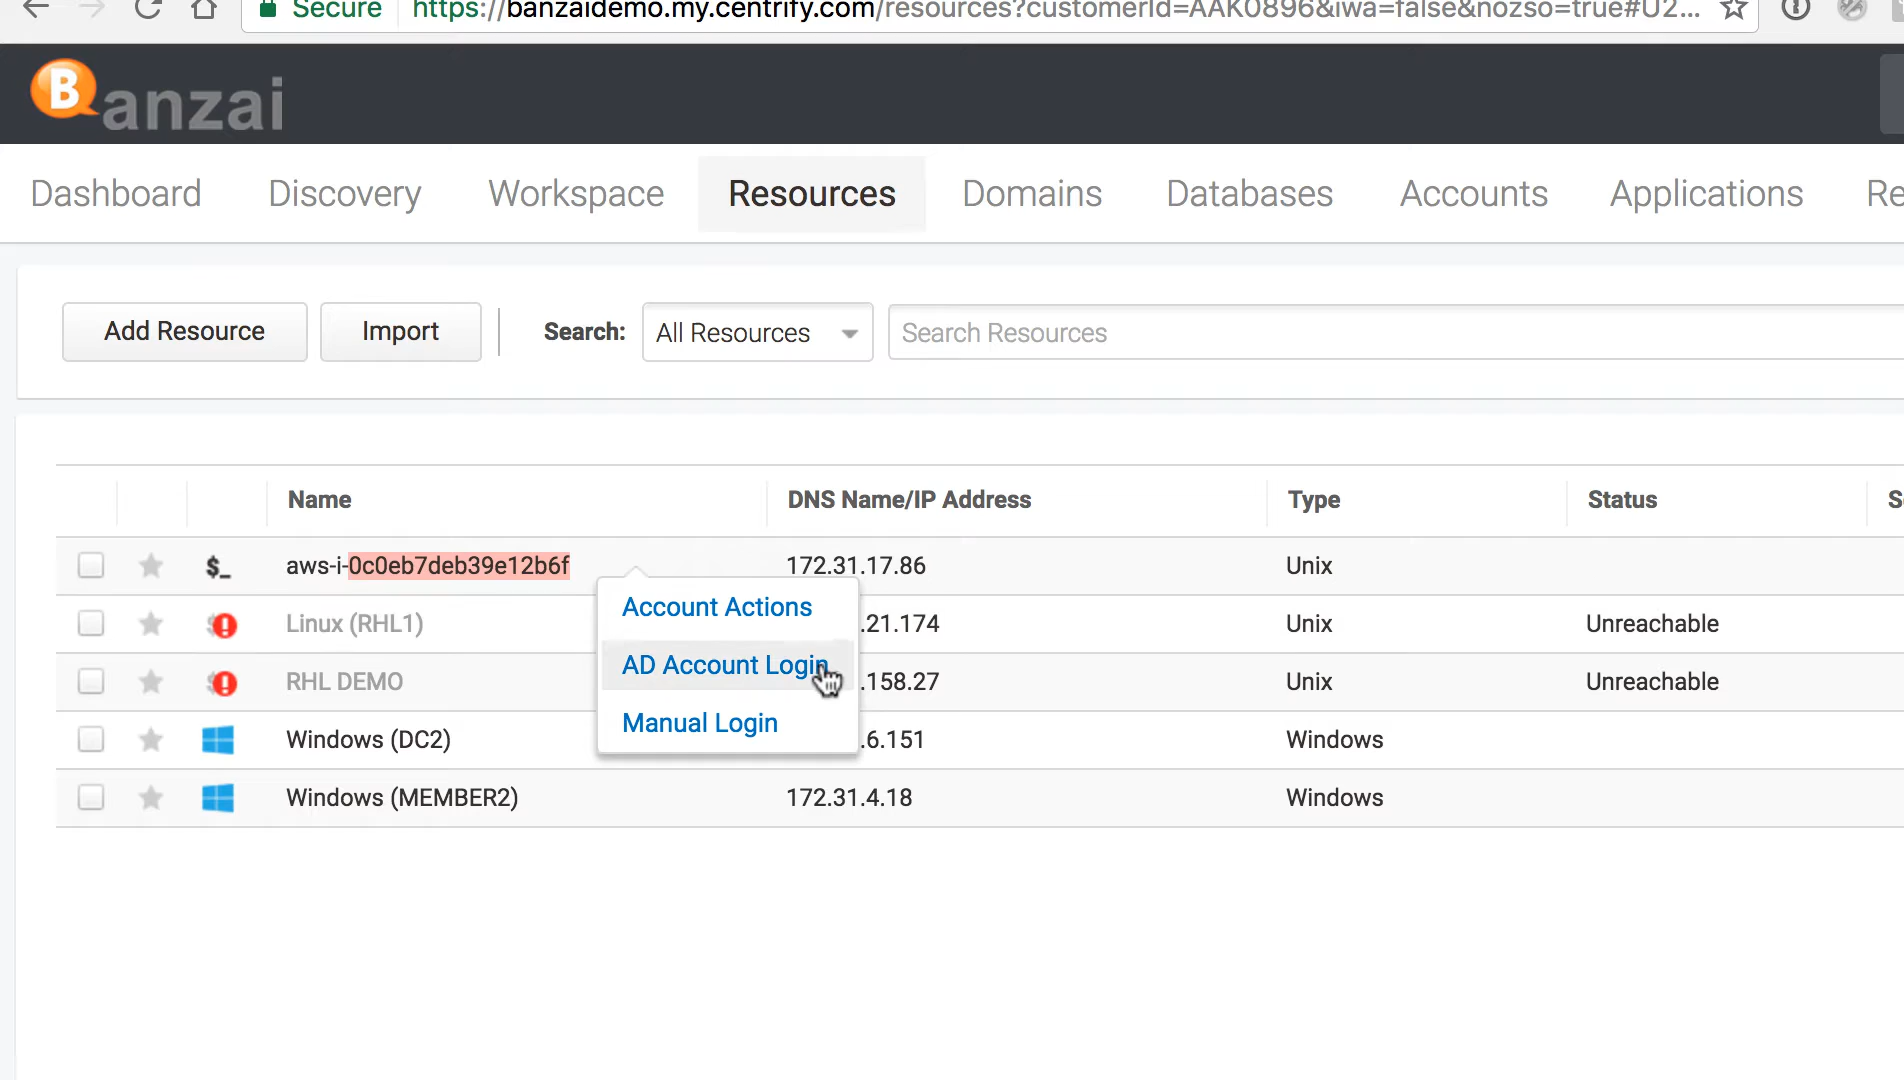 Secure https://banzaidemo.my.centrify.com/resources?customerId=AAK0896&iwa=false&nozso=true#U2...
Banzai
Dashboard Discovery Workspace Resources Domains Databases Accounts Applications Re
Add Resource Import Search: All Resources Search Resources
Name DNS Name/IP Address Type Status S
aws-i-0c0eb7deb39e12b6f 172.31.17.86 Unix
Account Actions
Linux (RHL1) .21.174 Unix Unreachable
AD Account Login
RHL DEMO .158.27 Unix Unreachable
Manual Login
Windows (DC2) .6.151 Windows
Windows (MEMBER2) 172.31.4.18 Windows